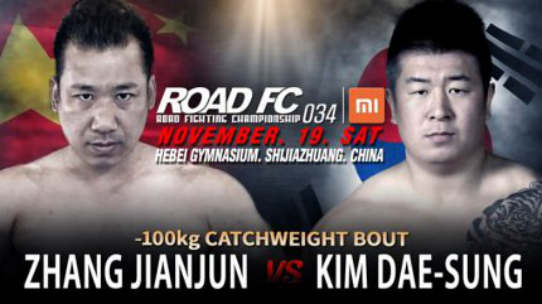 ROAD FC 034
ROAD FIGHTING CHAMPIONSHIP
mi
NOVEMBER. 19. SAT
HEBEI GYMNASIUM. SHIJIAZHUANG. CHINA
-100kg CATCHWEIGHT BOUT
ZHANG JIANJUN VS KIM DAE-SUNG